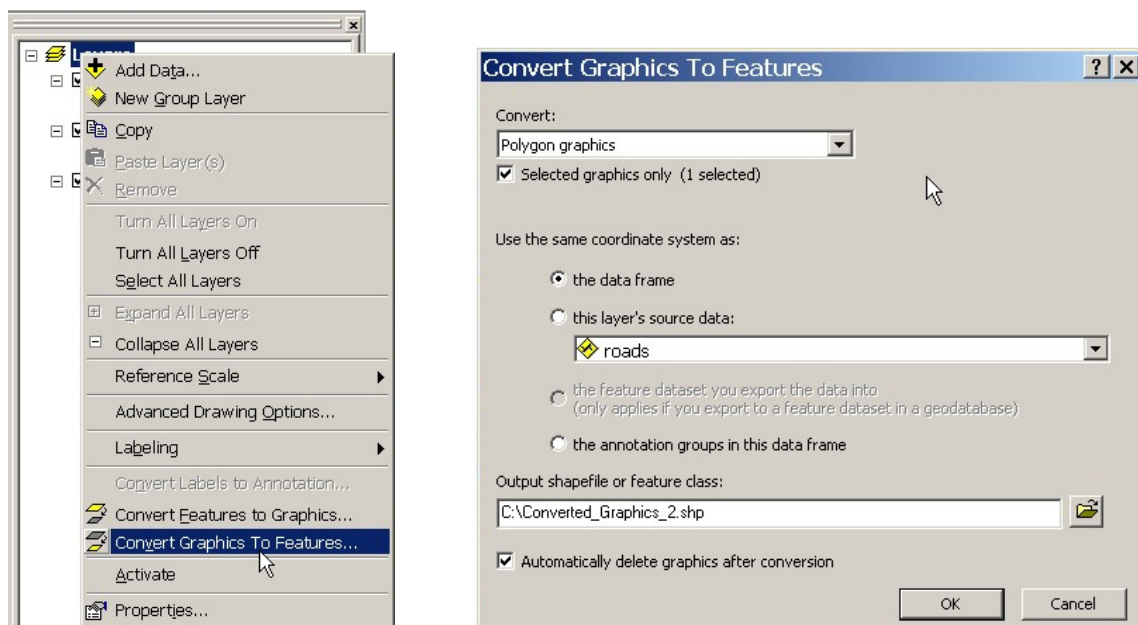 Add Data...
New Group Layer
Copy
Paste Layer(s)
Remove
Turn All Layers On
Turn All Layers Off
Select All Layers
Expand All Layers
Collapse All Layers
Reference Scale
Advanced Drawing Options...
Labeling
Convert Labels to Annotation...
Convert Features to Graphics...
Convert Graphics To Features...
Activate
Properties...
Convert Graphics To Features
Convert:
Polygon graphics
Selected graphics only (1 selected)
Use the same coordinate system as:
the data frame
this layer's source data:
roads
the feature dataset you export the data into
(only applies if you export to a feature dataset in a geodatabase)
the annotation groups in this data frame
Output shapefile or feature class:
C:\Converted_Graphics_2.shp
Automatically delete graphics after conversion
OK Cancel